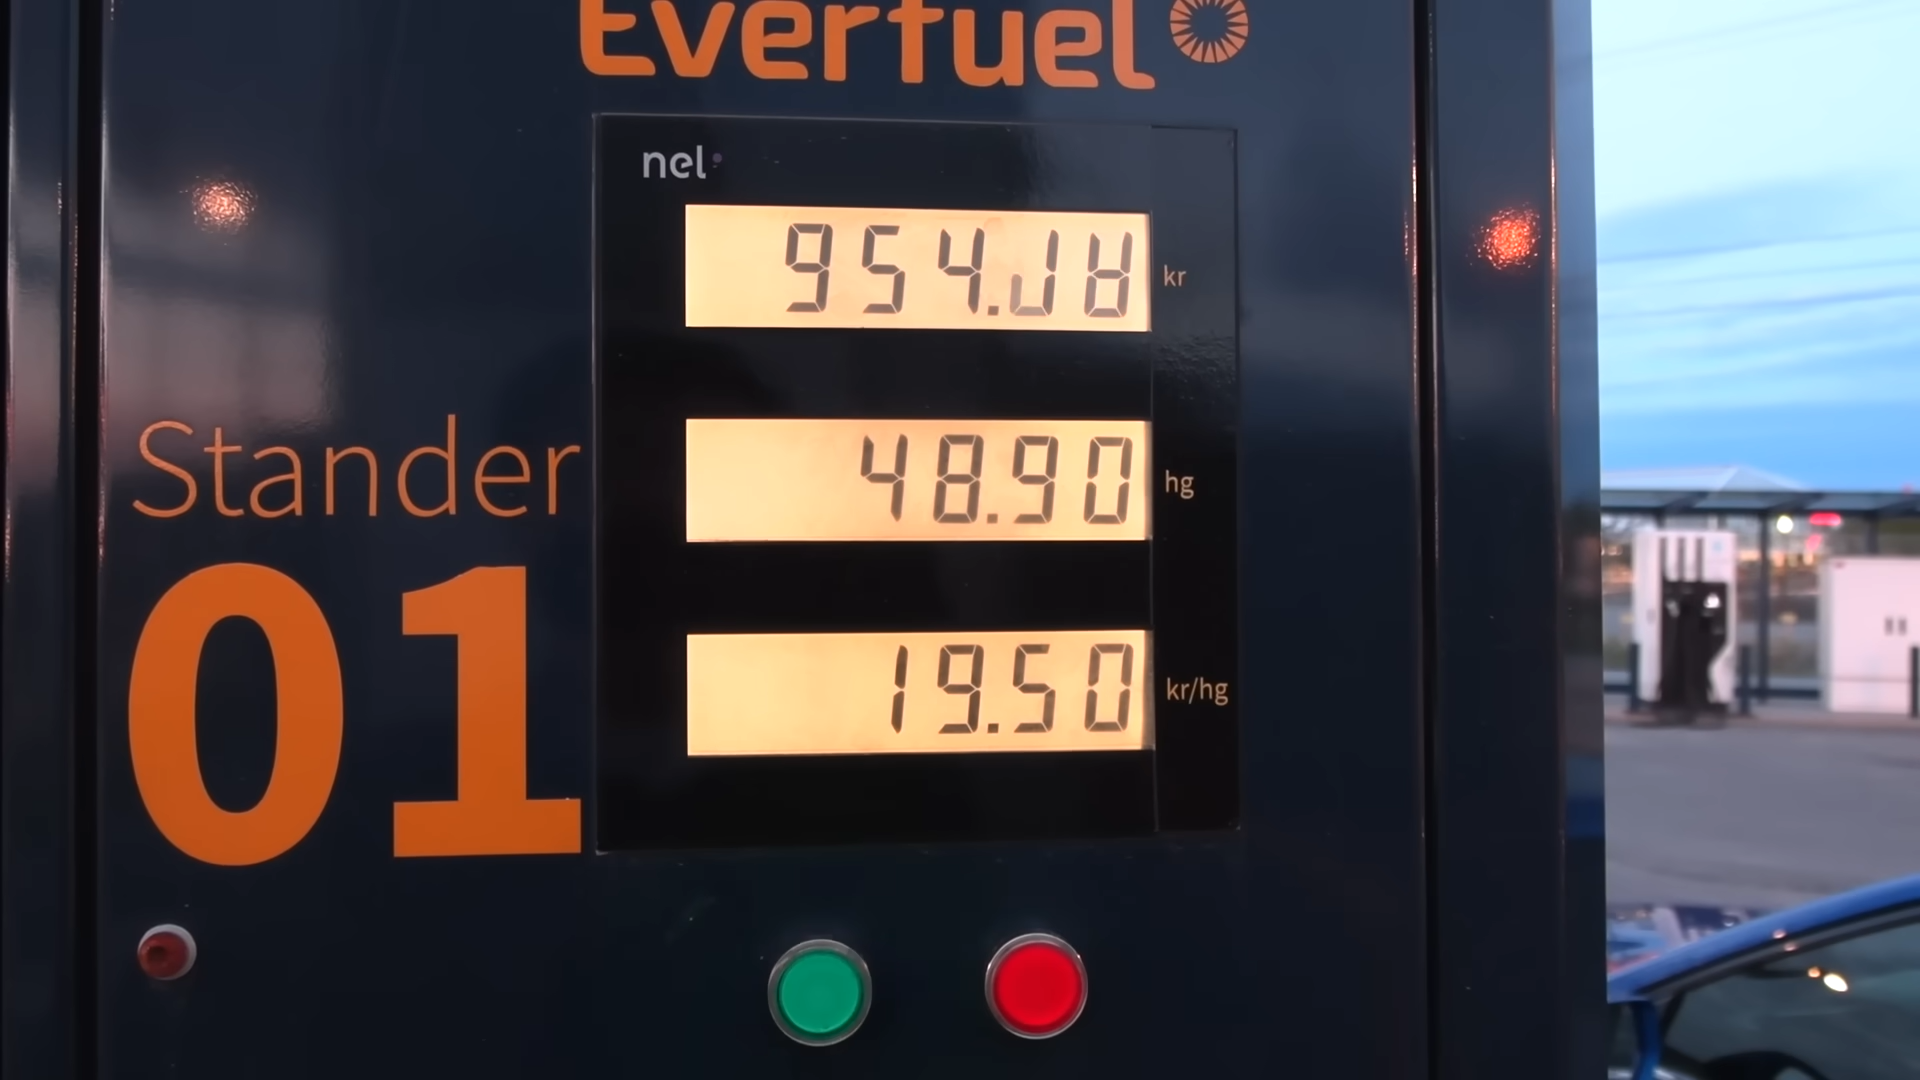 Everfuel
nel
954. kr
Stander
48.90 hg
01
19.50 kr/hg